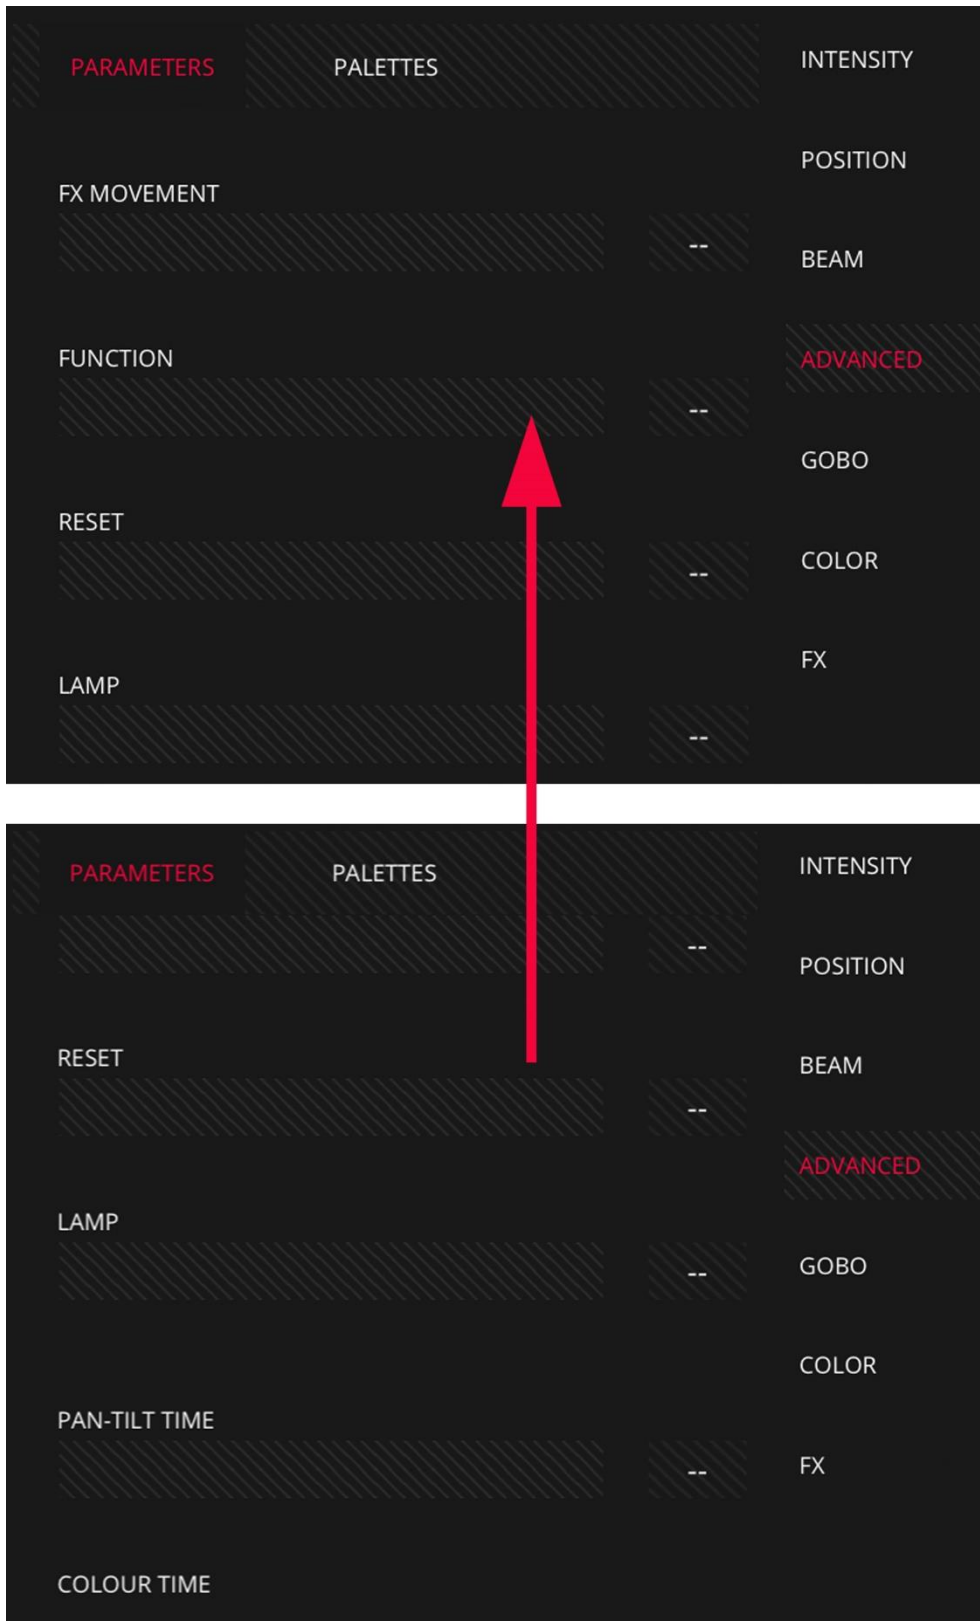 PARAMETERS PALETTES INTENSITY
POSITION
FX MOVEMENT
--
BEAM
FUNCTION
ADVANCED
--
GOBO
RESET
COLOR
--
FX
LAMP
--
PARAMETERS PALETTES INTENSITY
--
POSITION
RESET
BEAM
--
ADVANCED
LAMP
--
GOBO
COLOR
PAN-TILT TIME
--
FX
COLOUR TIME